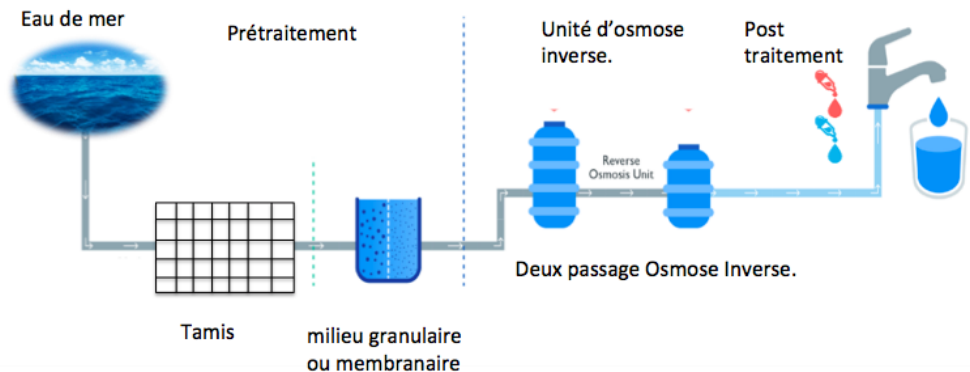 Eau de mer
Prétraitement
Unité d'osmose
inverse.
Post
traitement
Reverse
Osmosis Unit
Deux passage Osmose Inverse.
Tamis
milieu granulaire
ou membranaire